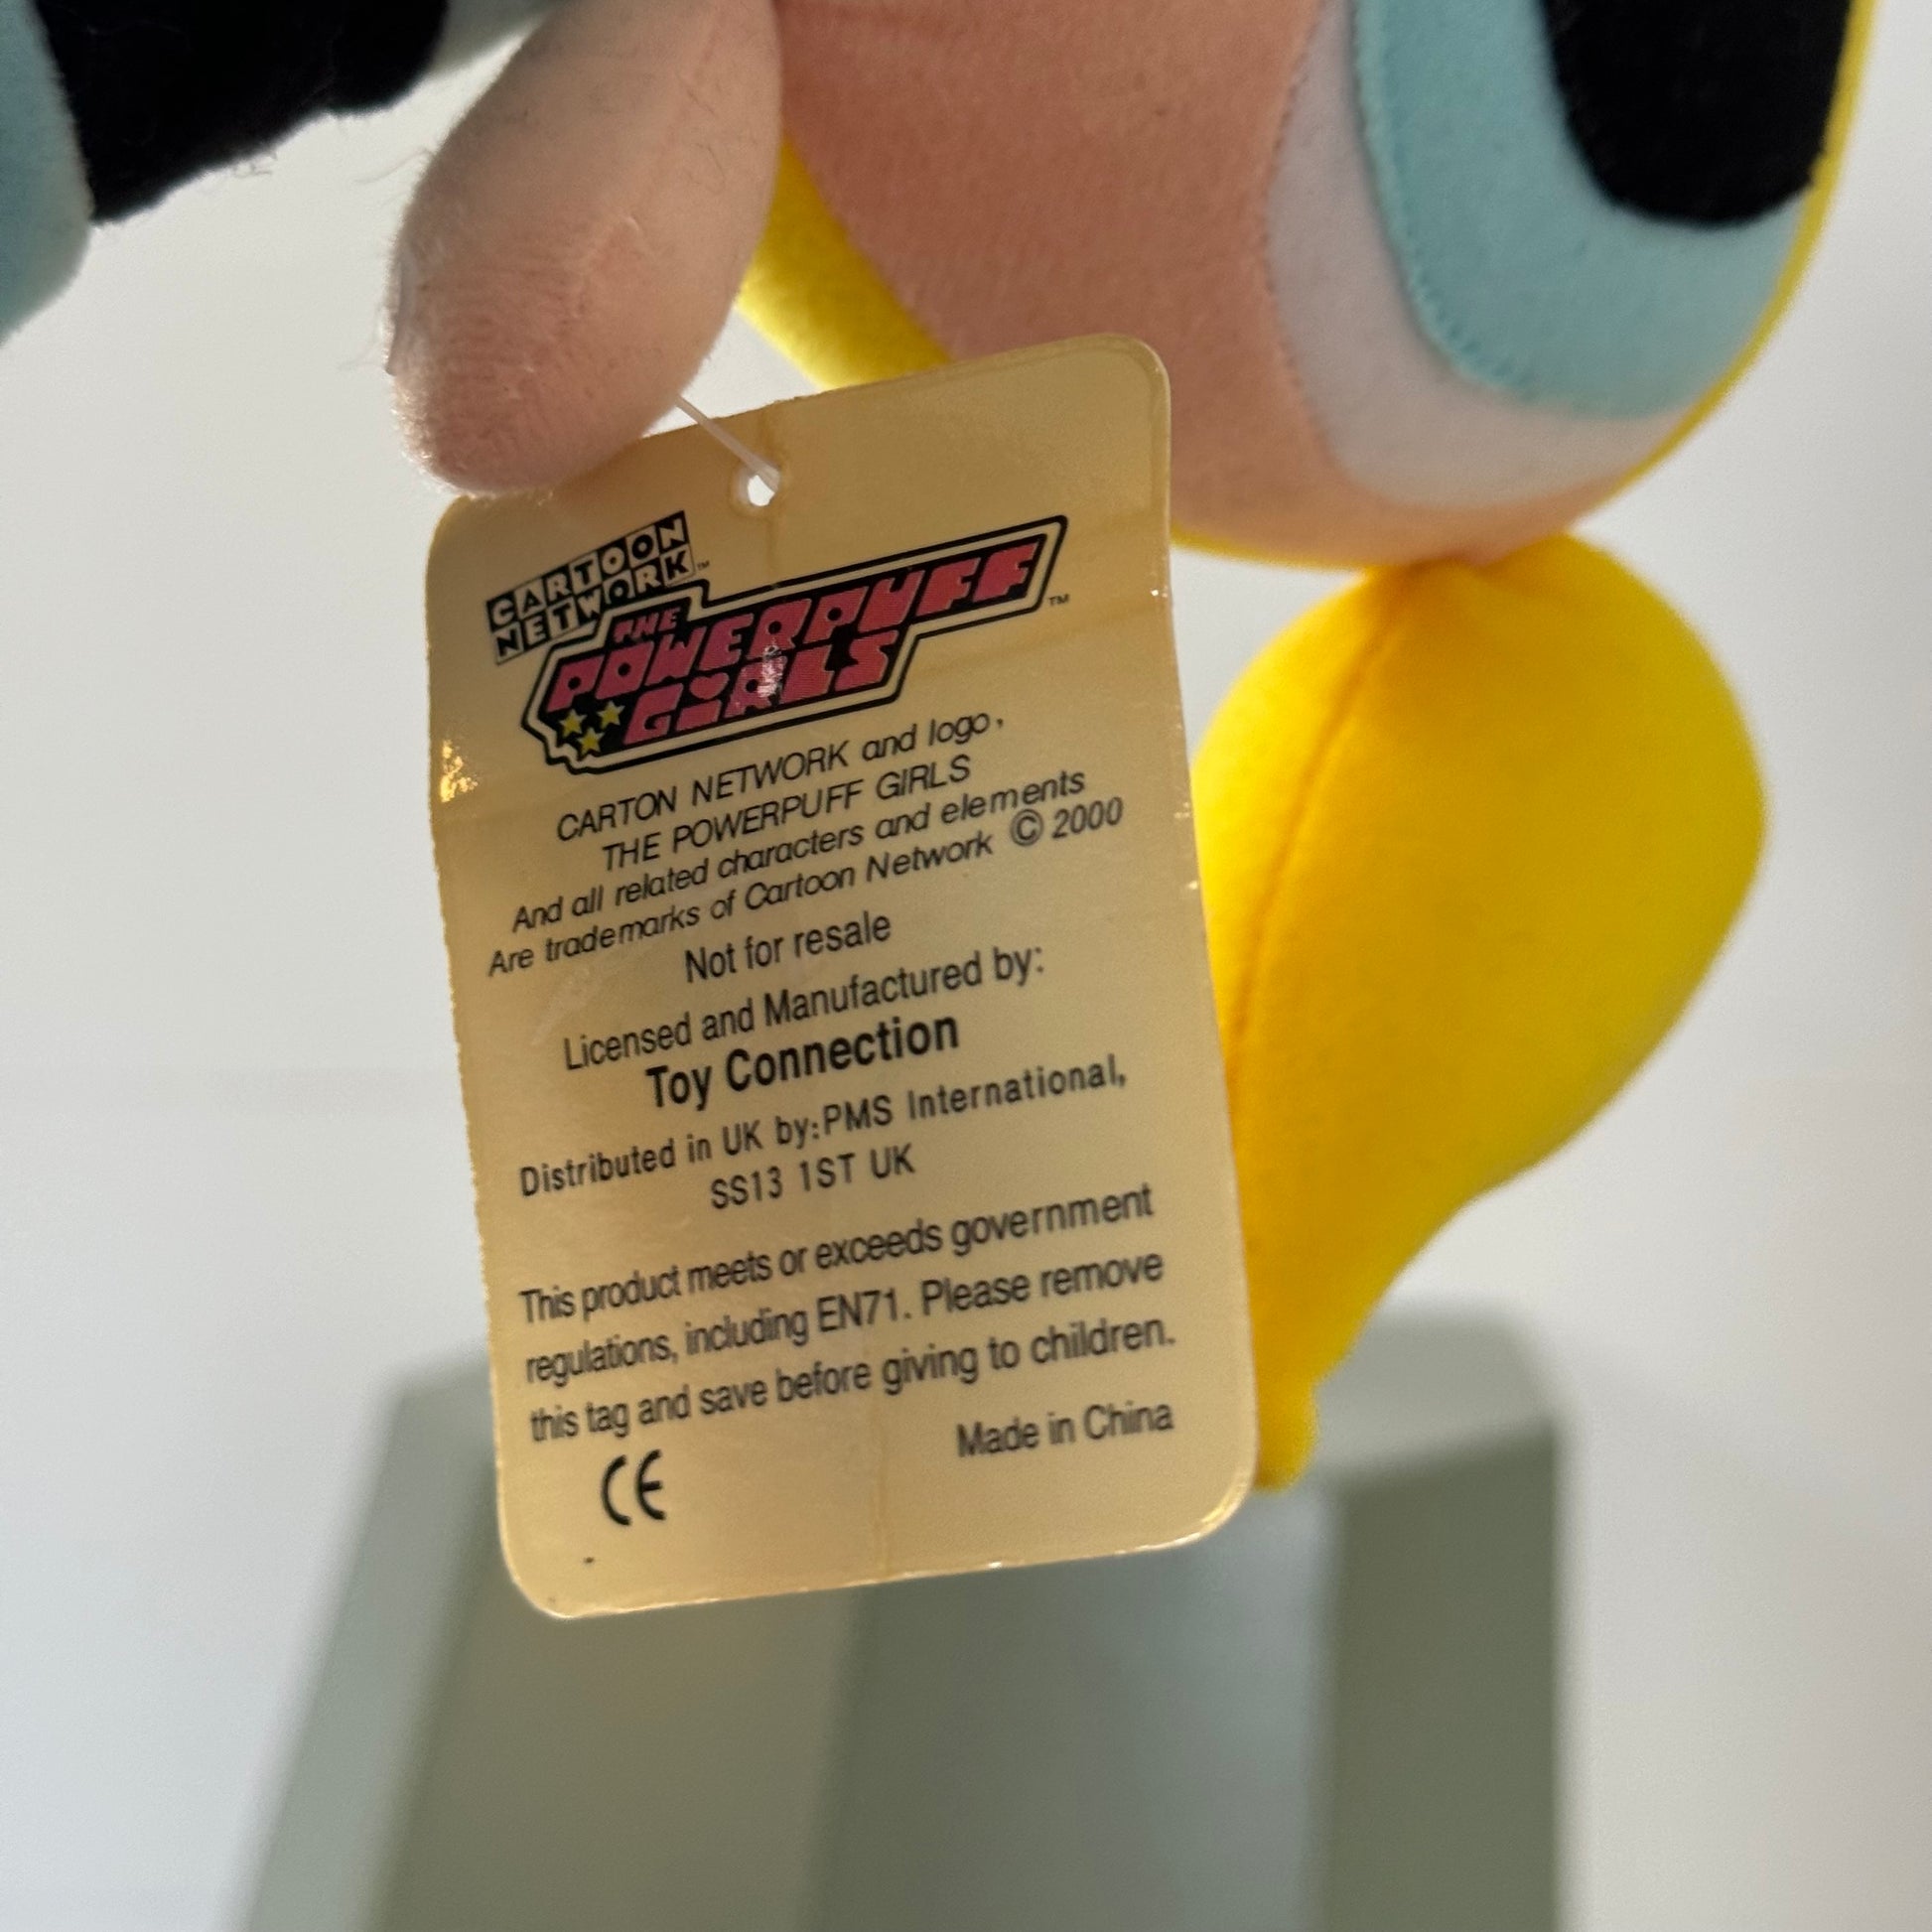 CARTOON
NETWORK™
THE
POWERPUFF
GIRLS™
CARTON NETWORK and logo,
THE POWERPUFF GIRLS
And all related characters and elements
Are trademarks of Cartoon Network © 2000
Not for resale
Licensed and Manufactured by:
Toy Connection
Distributed in UK by:PMS International,
SS13 1ST UK
This product meets or exceeds government
regulations, including EN71. Please remove
this tag and save before giving to children.
Made in China
CE